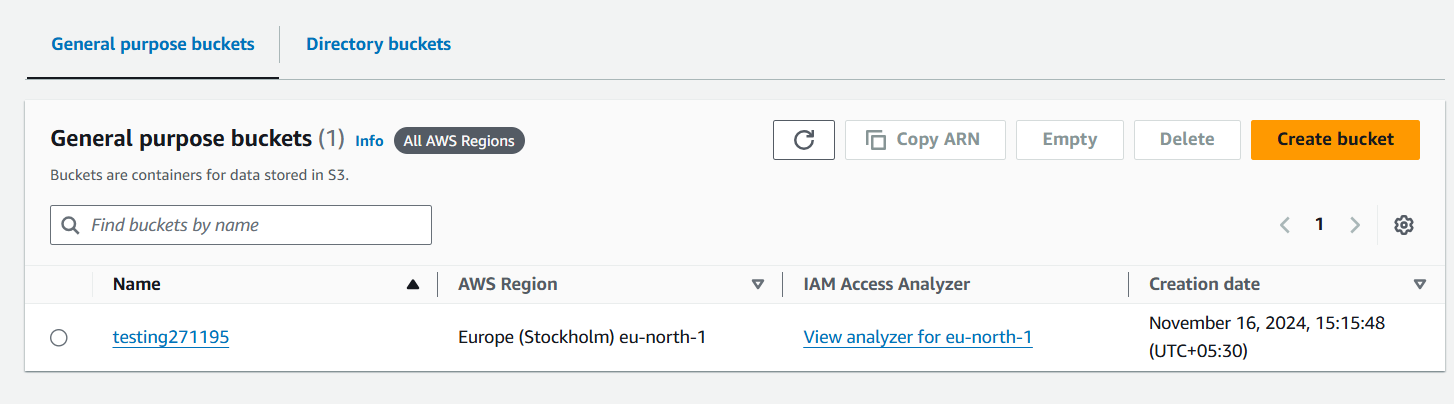 General purpose buckets
Directory buckets
General purpose buckets (1) Info All AWS Regions
Copy ARN
Empty
Delete
Create bucket
Buckets are containers for data stored in S3.
Find buckets by name
1
Name
AWS Region
IAM Access Analyzer
Creation date
testing271195
Europe (Stockholm) eu-north-1
View analyzer for eu-north-1
November 16, 2024, 15:15:48
(UTC+05:30)